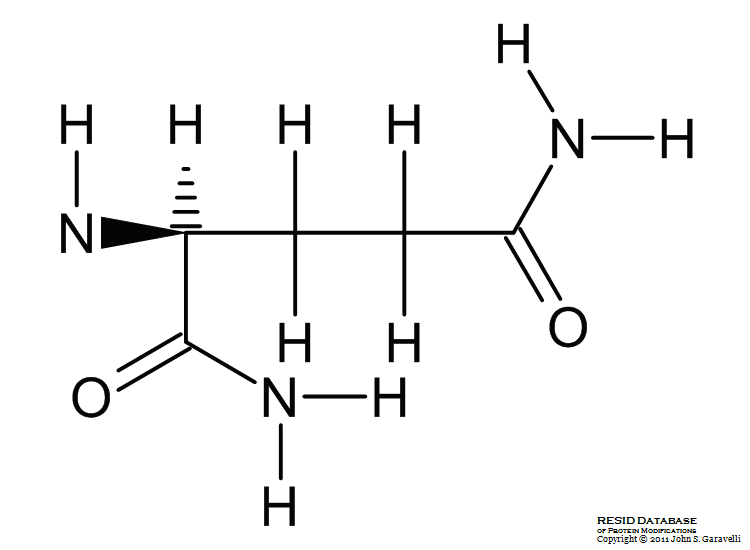 H
H H H H
N H
N
O
H
O N H
H
RESID DATABASE
OF PROTEIN MODIFICATIONS
Copyright © 2011 John S. Garavelli